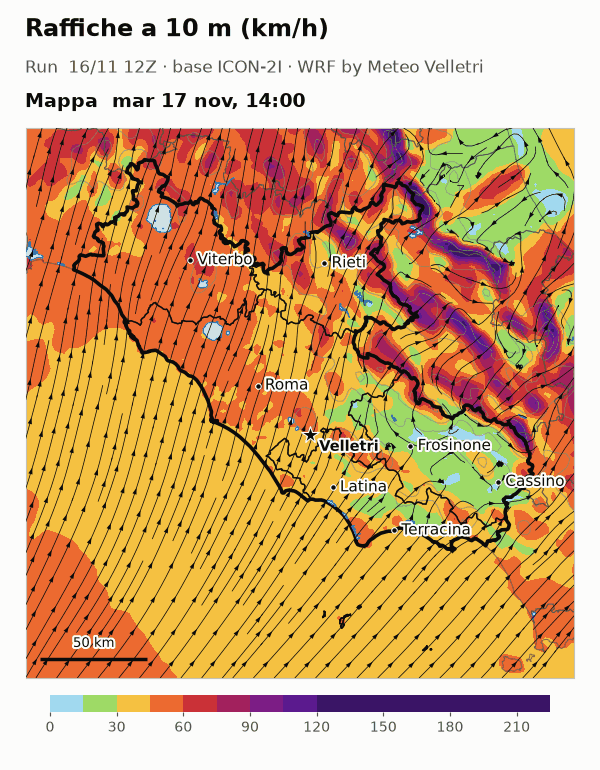 Raffiche a 10 m (km/h)
Run  16/11 12Z · base ICON-2I · WRF by Meteo Velletri
Mappa  mar 17 nov, 14:00
Viterbo
Rieti
Roma
Velletri
Frosinone
Cassino
Latina
Terracina
50 km
0 30 60 90 120 150 180 210